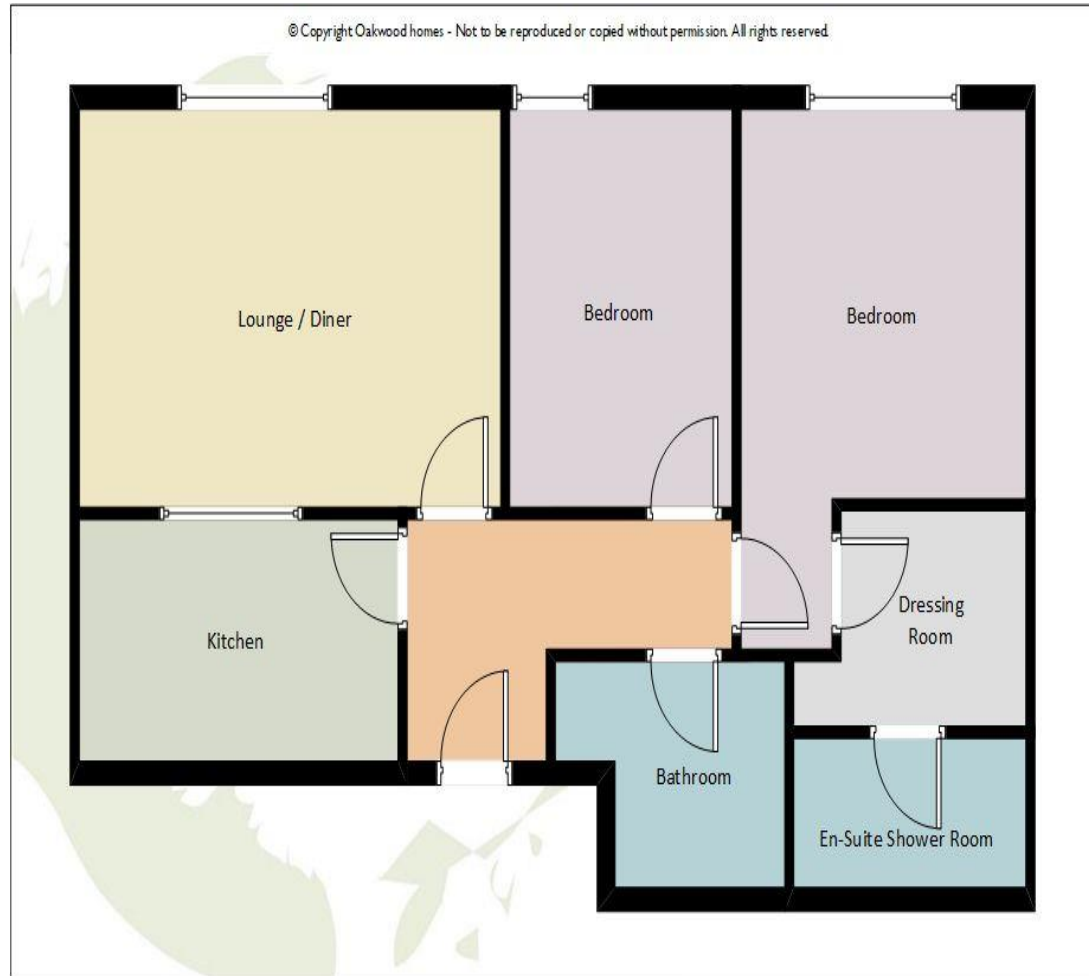 © Copyright Oakwood homes - Not to be reproduced or copied without permission. All rights reserved.
Lounge / Diner
Bedroom
Bedroom
Kitchen
Dressing
Room
Bathroom
En-Suite Shower Room